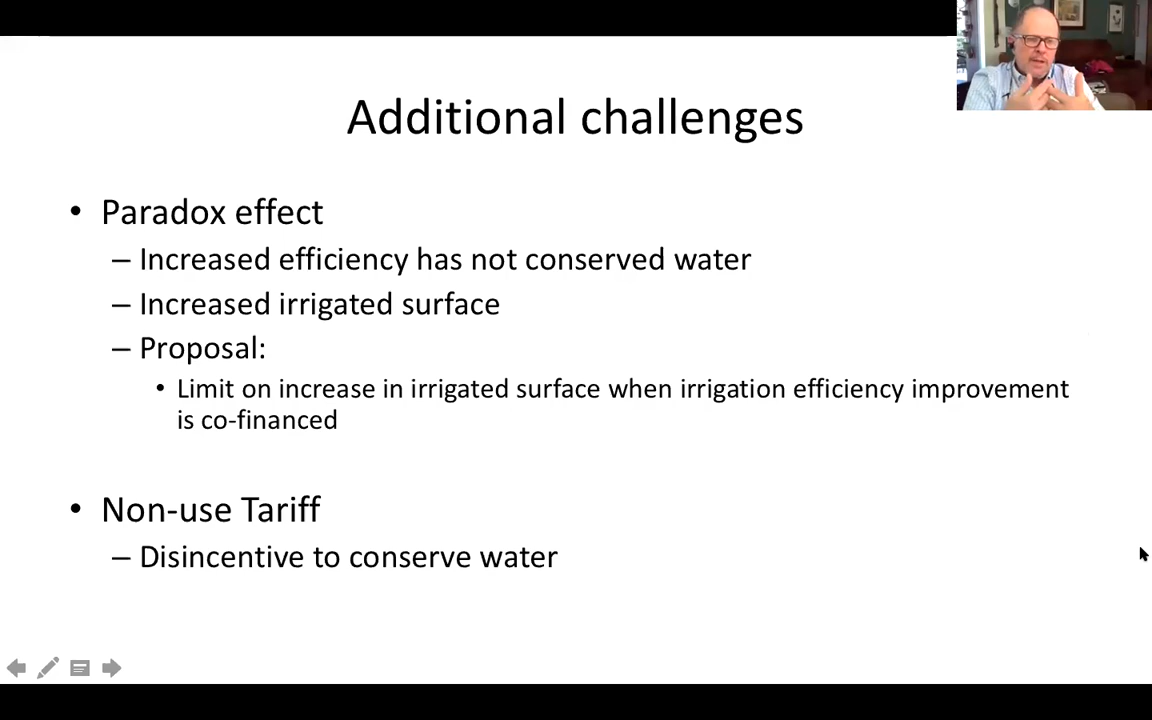 Additional challenges
• Paradox effect
– Increased efficiency has not conserved water
– Increased irrigated surface
– Proposal:
• Limit on increase in irrigated surface when irrigation efficiency improvement
is co-financed
• Non-use Tariff
– Disincentive to conserve water